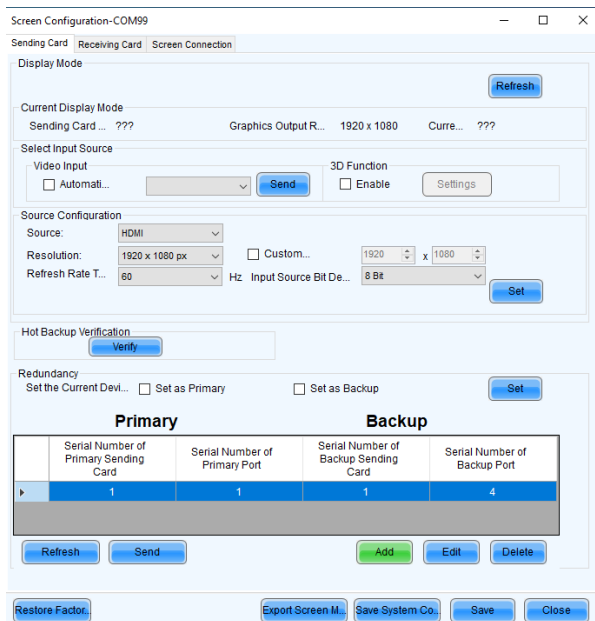 Screen Configuration-COM99
Sending Card Receiving Card Screen Connection
Display Mode
Refresh
Current Display Mode
Sending Card ... ??? Graphics Output R... 1920 x 1080 Curre... ???
Select Input Source
Video Input 3D Function
Automati... Send Enable Settings
Source Configuration
Source: HDMI
Resolution: 1920 x 1080 px Custom... 1920 x 1080
Refresh Rate T... 60 Hz Input Source Bit De... 8 Bit
Set
Hot Backup Verification
Verify
Redundancy
Set the Current Devi... Set as Primary Set as Backup Set
Primary Backup
Serial Number of Primary Sending Card Serial Number of Primary Port Serial Number of Backup Sending Card Serial Number of Backup Port
1 1 1 4
Refresh Send Add Edit Delete
Restore Factor.. Export Screen M.. Save System Co.. Save Close